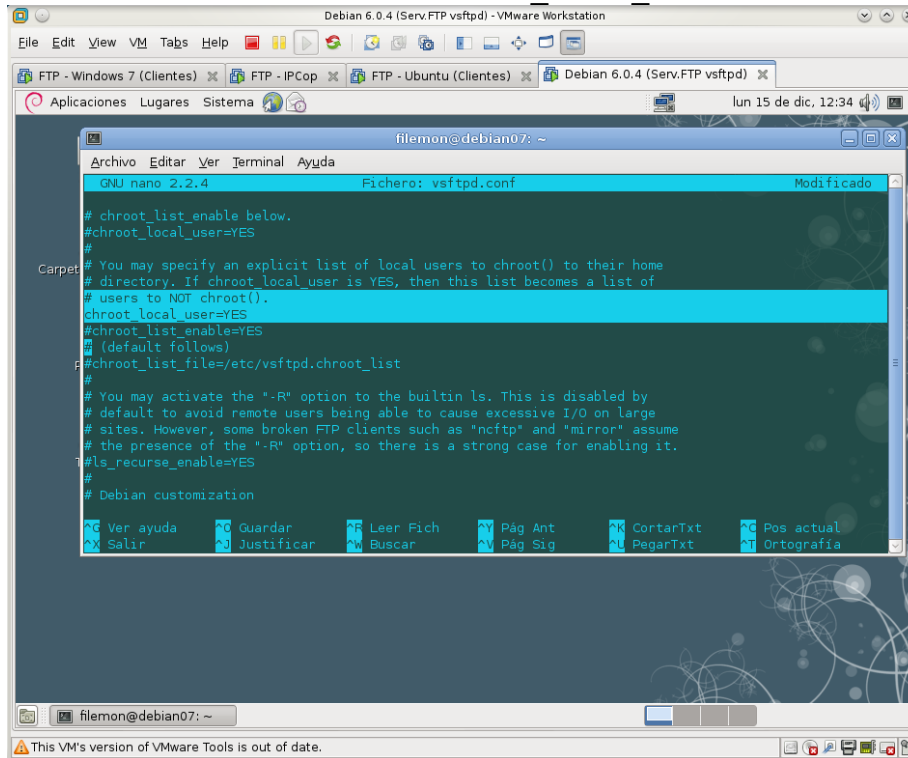 Debian 6.0.4 (Serv.FTP vsftpd) - VMware Workstation
File Edit View VM Tabs Help
FTP - Windows 7 (Clientes) FTP - IPCop FTP - Ubuntu (Clientes) Debian 6.0.4 (Serv.FTP vsftpd)
Aplicaciones Lugares Sistema lun 15 de dic, 12:34
filemon@debian07: ~
Archivo Editar Ver Terminal Ayuda
GNU nano 2.2.4 Fichero: vsftpd.conf Modificado
# chroot_list_enable below.
#chroot_local_user=YES
#
# You may specify an explicit list of local users to chroot() to their home
Carpet
# directory. If chroot_local_user is YES, then this list becomes a list of
# users to NOT chroot().
chroot_local_user=YES
#chroot_list_enable=YES
# (default follows)
#chroot_list_file=/etc/vsftpd.chroot_list
#
# You may activate the "-R" option to the builtin ls. This is disabled by
# default to avoid remote users being able to cause excessive I/O on large
# sites. However, some broken FTP clients such as "ncftp" and "mirror" assume
# the presence of the "-R" option, so there is a strong case for enabling it.
#ls_recurse_enable=YES
#
# Debian customization
^G Ver ayuda ^O Guardar ^R Leer Fich ^Y Pág Ant ^K CortarTxt ^C Pos actual
^X Salir ^J Justificar ^W Buscar ^V Pág Sig ^U PegarTxt ^T Ortografía
filemon@debian07: ~
This VM's version of VMware Tools is out of date.